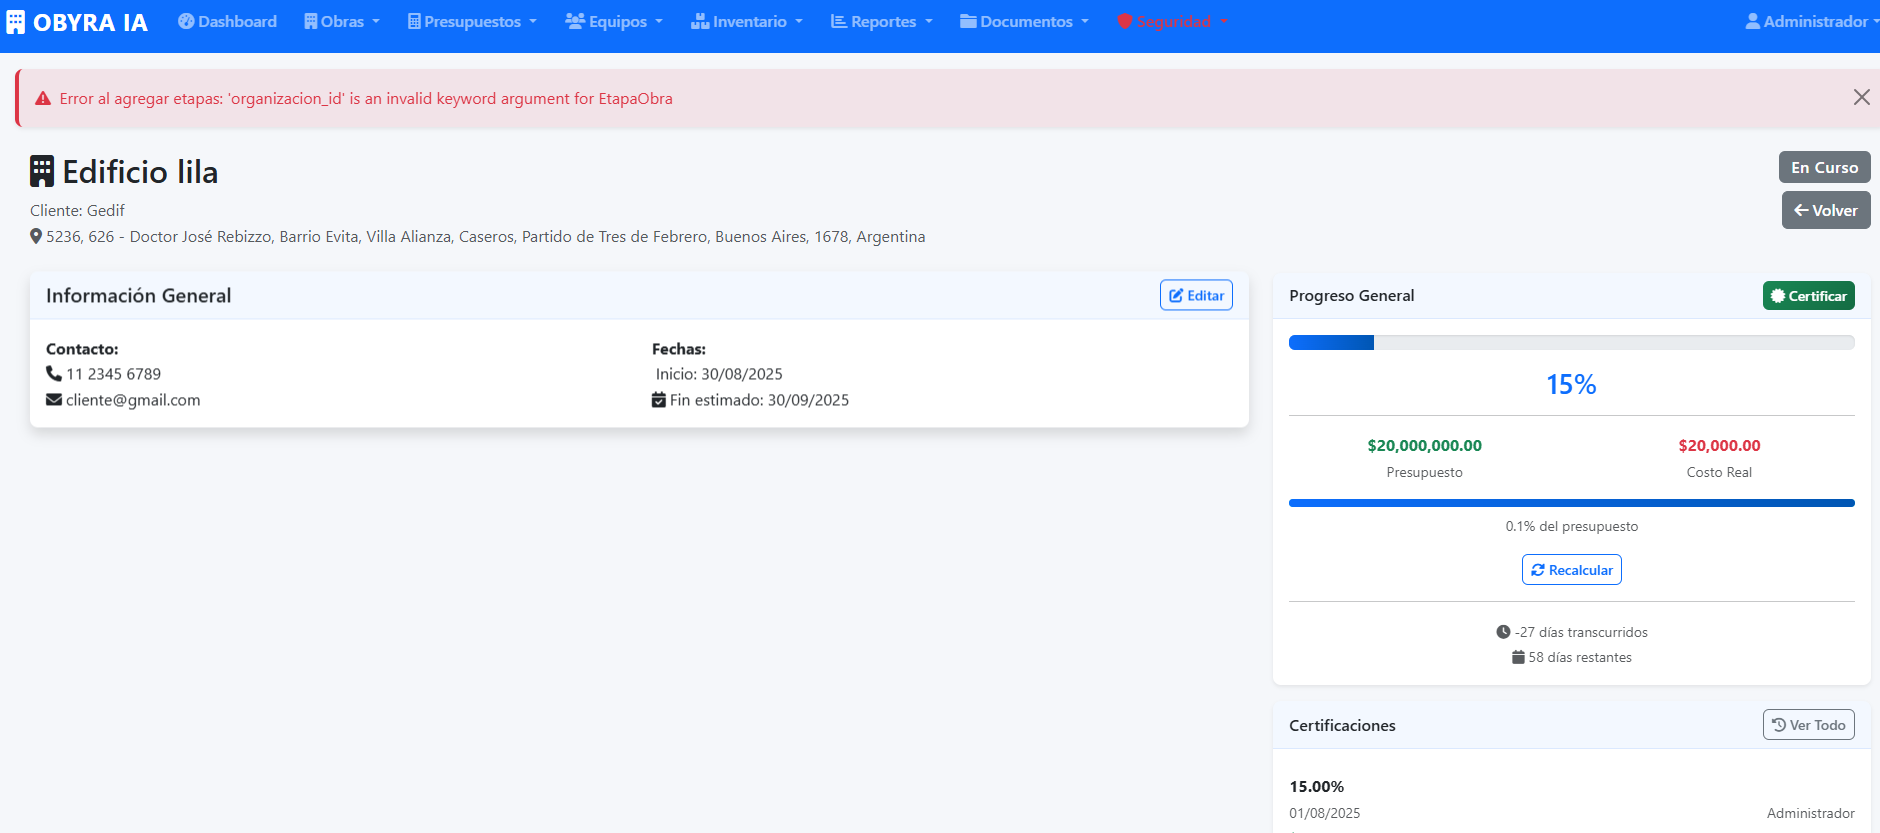 OBYRA IA Dashboard Obras Presupuestos Equipos Inventario Reportes Documentos Seguridad Administrador
Error al agregar etapas: 'organizacion_id' is an invalid keyword argument for EtapaObra
Edificio lila
En Curso
Cliente: Gedif
Volver
5236, 626 - Doctor José Rebizzo, Barrio Evita, Villa Alianza, Caseros, Partido de Tres de Febrero, Buenos Aires, 1678, Argentina
Información General
Editar
Contacto:
11 2345 6789
cliente@gmail.com
Fechas:
Inicio: 30/08/2025
Fin estimado: 30/09/2025
Progreso General
Certificar
15%
$20,000,000.00
Presupuesto
$20,000.00
Costo Real
0.1% del presupuesto
Recalcular
-27 días transcurridos
58 días restantes
Certificaciones
Ver Todo
15.00%
01/08/2025
Administrador